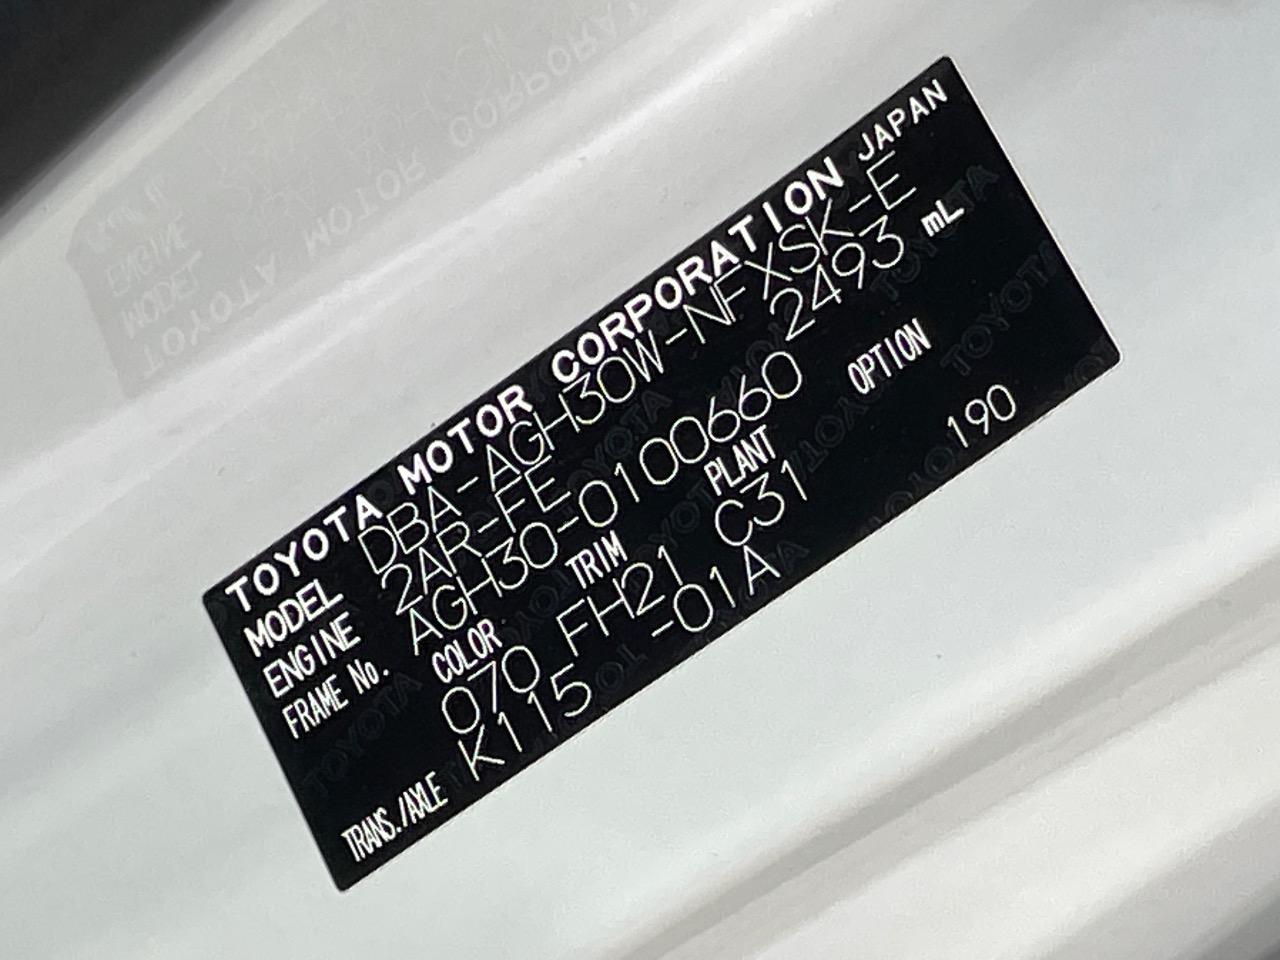 TOYOTA MOTOR CORPORATION JAPAN
MODEL DBA-AGH30W-NFXSK-E
ENGINE 2AR-FE 2493 mL
FRAME No. AGH30-0100660
COLOR TRIM PLANT OPTION
070 FH21 C31 190
TRANS./AXLE K115 -01A